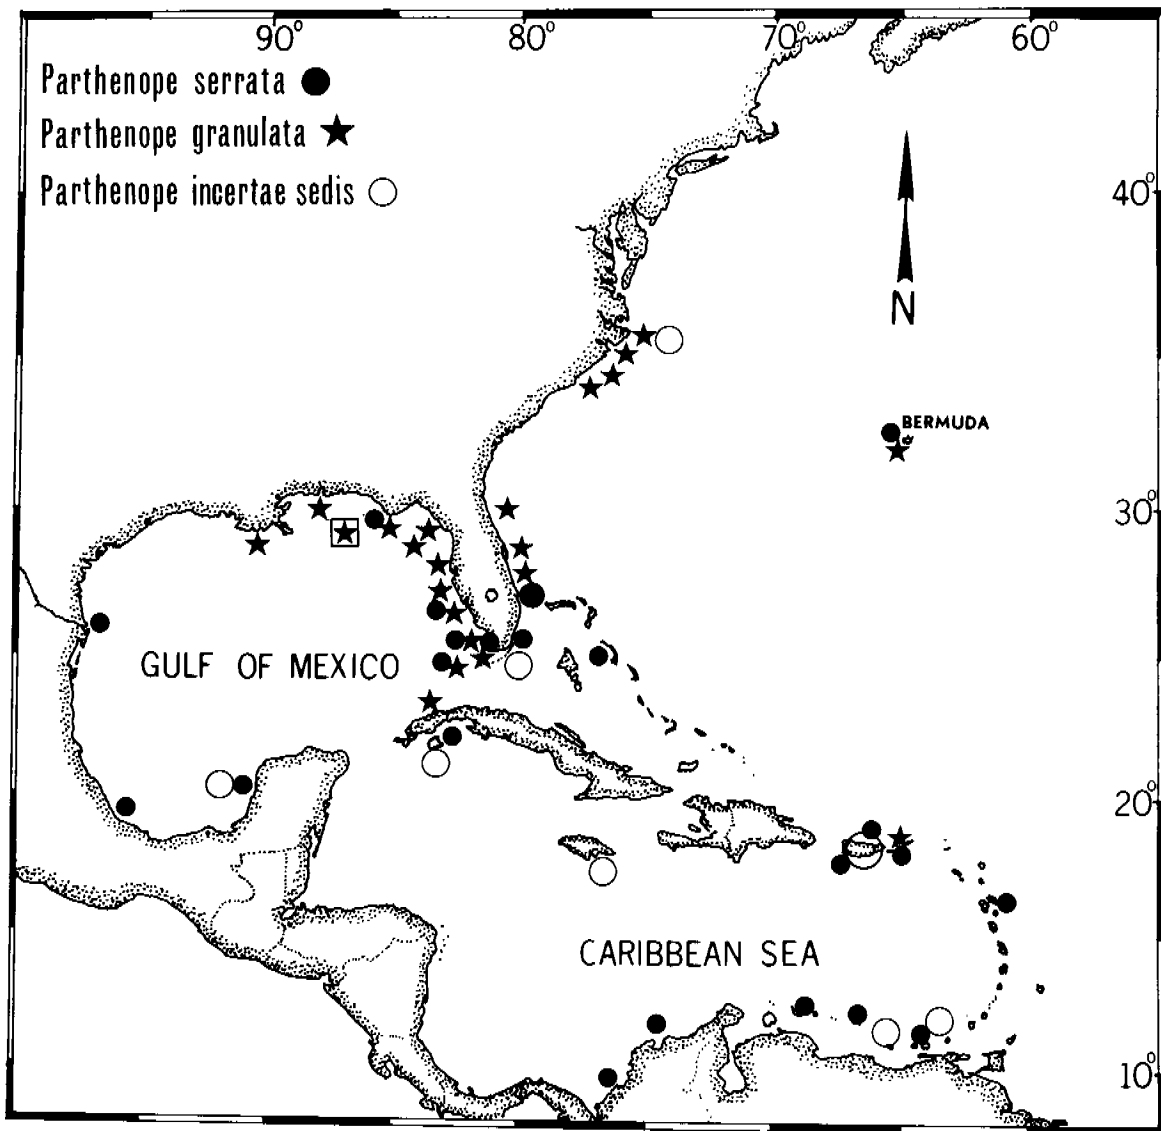 90° 80° 70° 60°
Parthenope serrata
Parthenope granulata
Parthenope incertae sedis
40°
N
BERMUDA
30°
GULF OF MEXICO
20°
CARIBBEAN SEA
10°